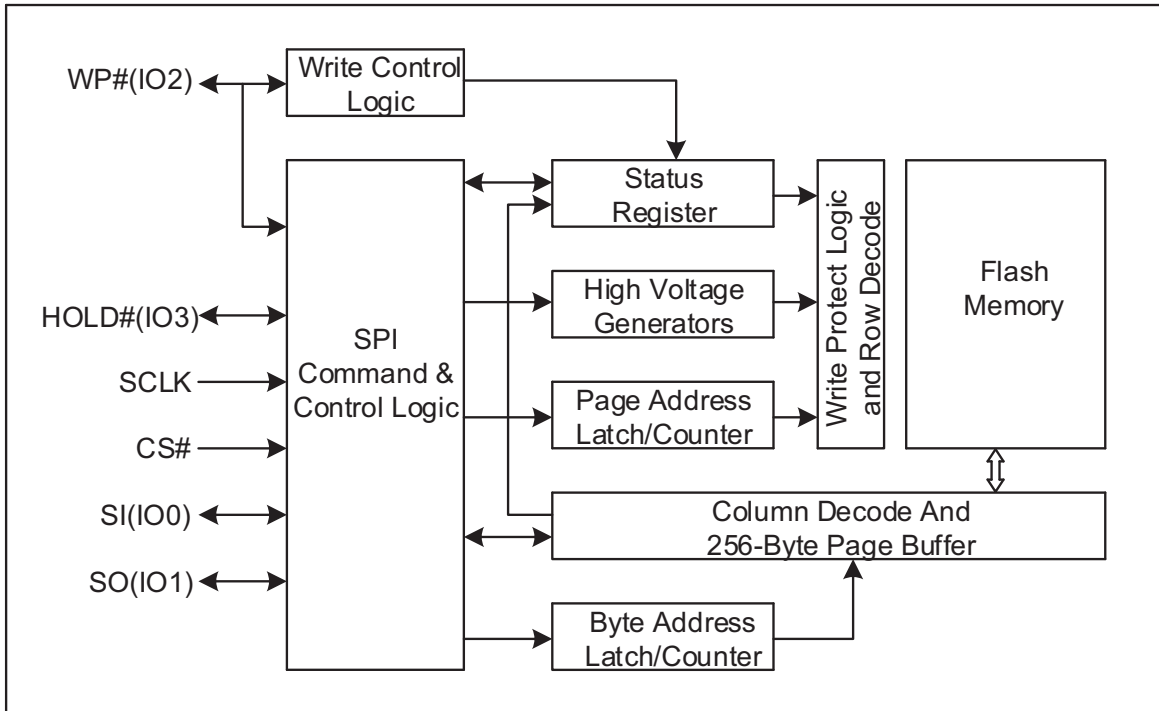 WP#(IO2)
Write Control
Logic
Status
Register
Write Protect Logic
and Row Decode
Flash
Memory
High Voltage
Generators
HOLD#(IO3)
SPI
Command &
Control Logic
SCLK
Page Address
Latch/Counter
CS#
SI(IO0)
Column Decode And
256-Byte Page Buffer
SO(IO1)
Byte Address
Latch/Counter